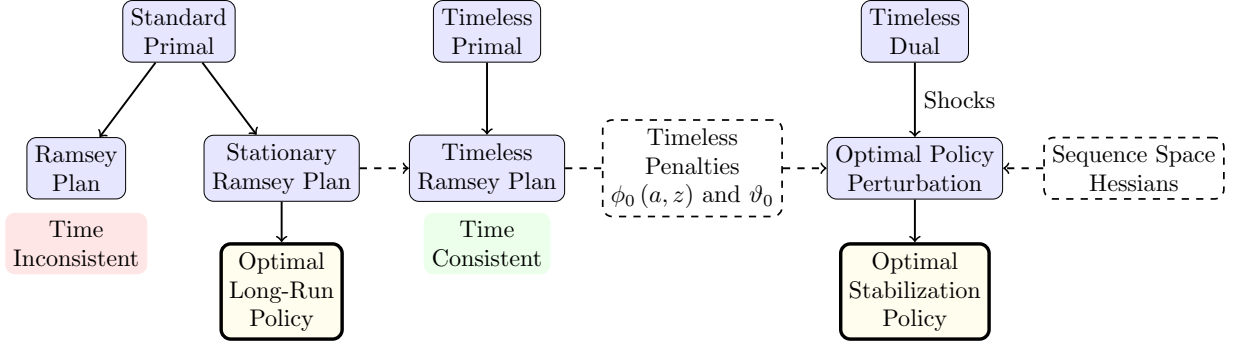 Standard
Primal
Timeless
Primal
Timeless
Dual
Shocks
Ramsey
Plan
Stationary
Ramsey Plan
Timeless
Ramsey Plan
Timeless
Penalties
ϕ₀ (a, z) and ϑ₀
Optimal Policy
Perturbation
Sequence Space
Hessians
Time
Inconsistent
Optimal
Long-Run
Policy
Time
Consistent
Optimal
Stabilization
Policy